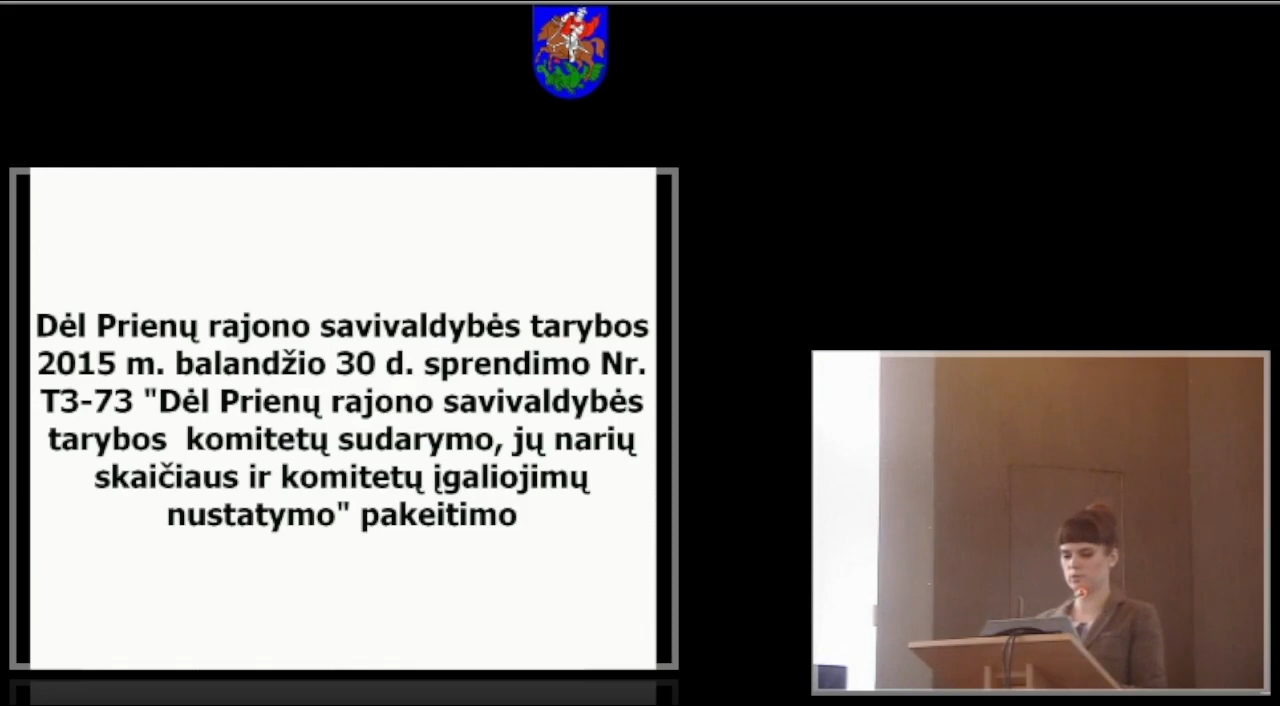 Dėl Prienų rajono savivaldybės tarybos
2015 m. balandžio 30 d. sprendimo Nr.
T3-73 "Dėl Prienų rajono savivaldybės
tarybos  komitetų sudarymo, jų narių
skaičiaus ir komitetų įgaliojimų
nustatymo" pakeitimo